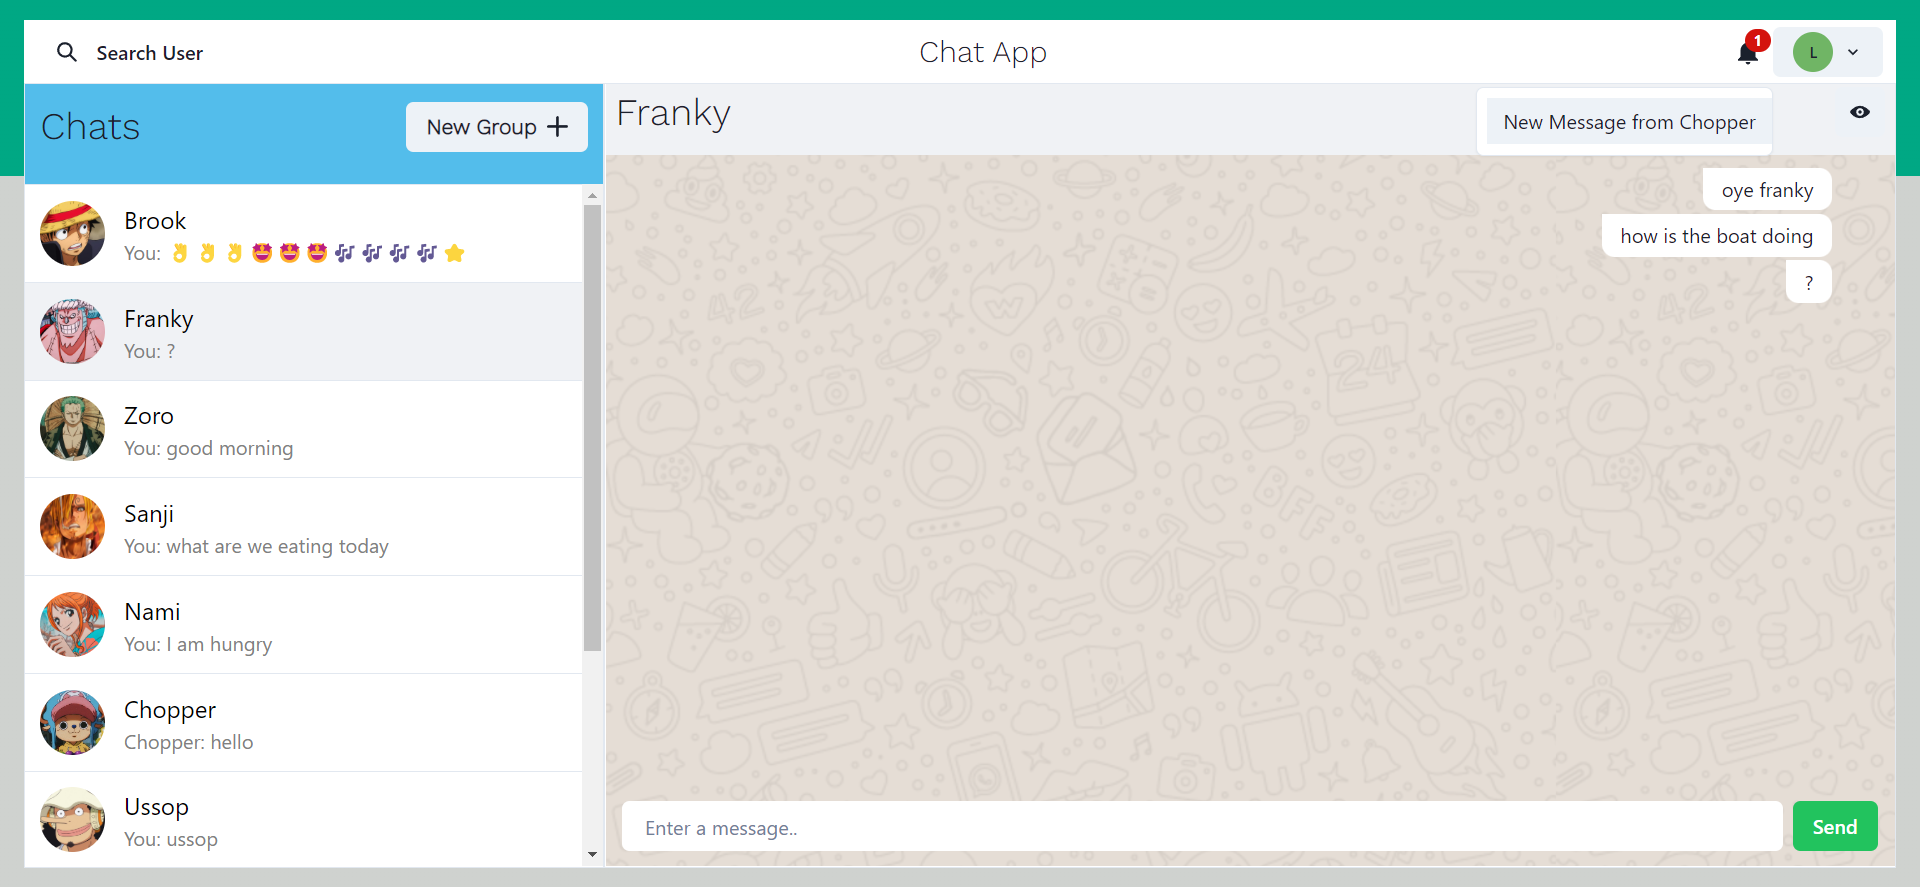 Search User
Chat App
1
L
Chats
New Group
Franky
New Message from Chopper
Brook
You: 👌 👌 👌 🤩 🤩 🤩 🎶 🎶 🎶 🎶 ⭐
Franky
You: ?
Zoro
You: good morning
Sanji
You: what are we eating today
Nami
You: I am hungry
Chopper
Chopper: hello
Ussop
You: ussop
oye franky
how is the boat doing
?
Enter a message..
Send